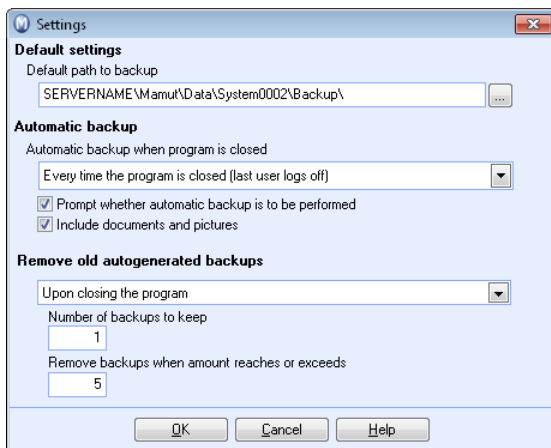 Settings
Default settings
Default path to backup
SERVERNAME\Mamut\Data\System0002\Backup\
...
Automatic backup
Automatic backup when program is closed
Every time the program is closed (last user logs off)
Prompt whether automatic backup is to be performed
Include documents and pictures
Remove old autogenerated backups
Upon closing the program
Number of backups to keep
1
Remove backups when amount reaches or exceeds
5
OK Cancel Help